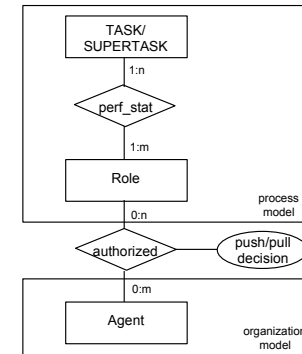 TASK/
SUPERTASK
1:n
perf_stat
1:m
Role
process
model
0:n
authorized
push/pull
decision
0:m
Agent
organization
model